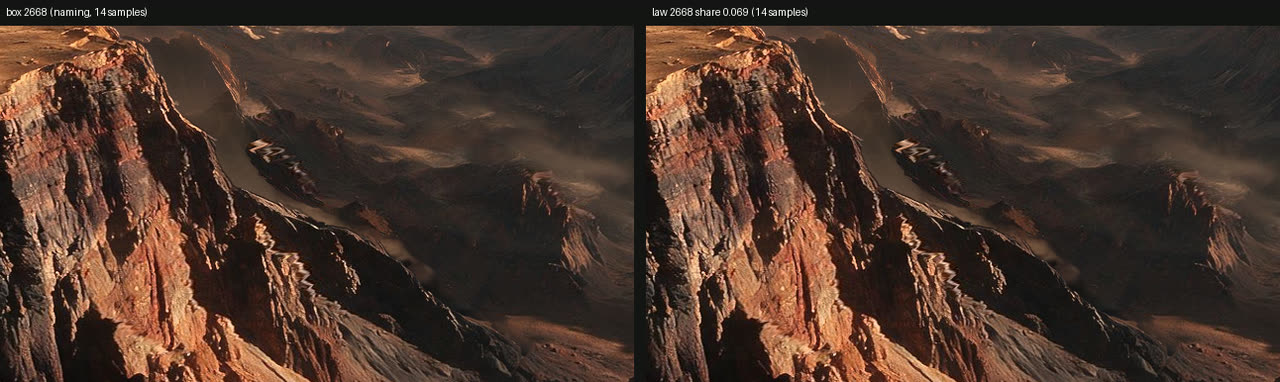 box 2668 (naming, 14 samples)
law 2668 share 0.069 (14 samples)